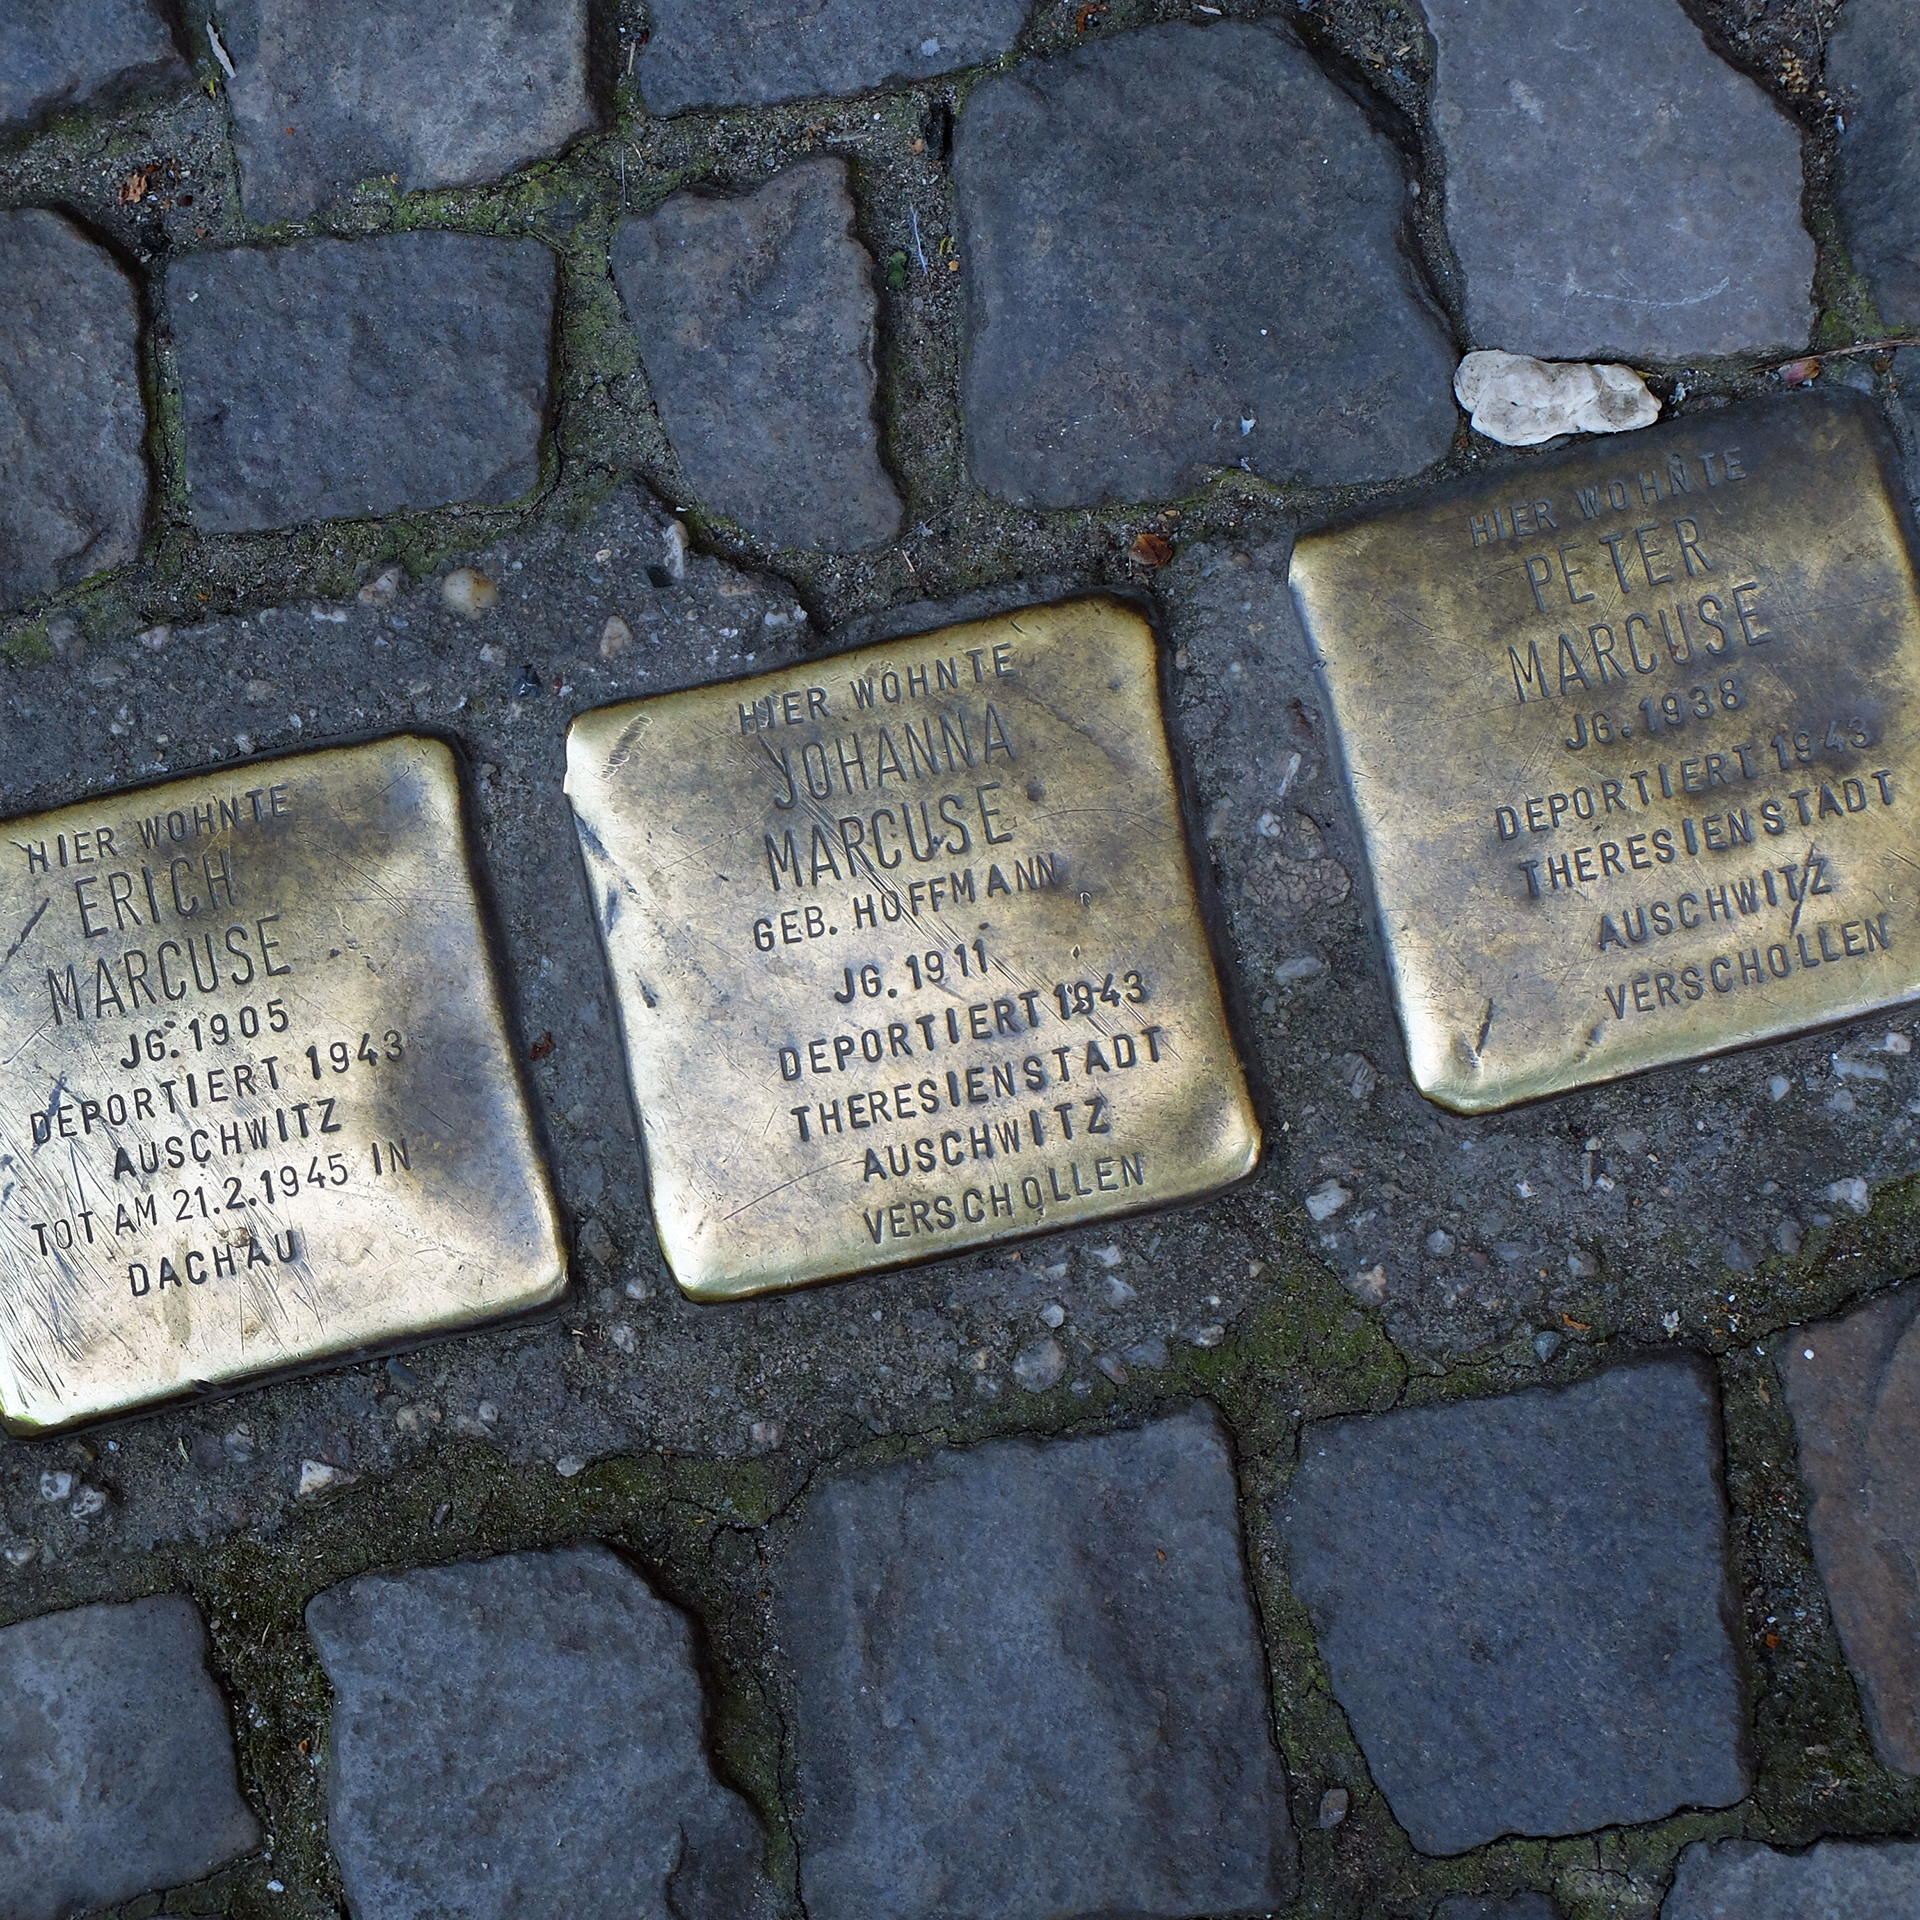 HIER WOHNTE
ERICH
MARCUSE
JG. 1905
DEPORTIERT 1943
AUSCHWITZ
TOT AM 21.2.1945 IN
DACHAU
HIER WOHNTE
JOHANNA
MARCUSE
GEB. HOFFMANN
JG. 1911
DEPORTIERT 1943
THERESIENSTADT
AUSCHWITZ
VERSCHOLLEN
HIER WOHNTE
PETER
MARCUSE
JG. 1938
DEPORTIERT 1943
THERESIENSTADT
AUSCHWITZ
VERSCHOLLEN